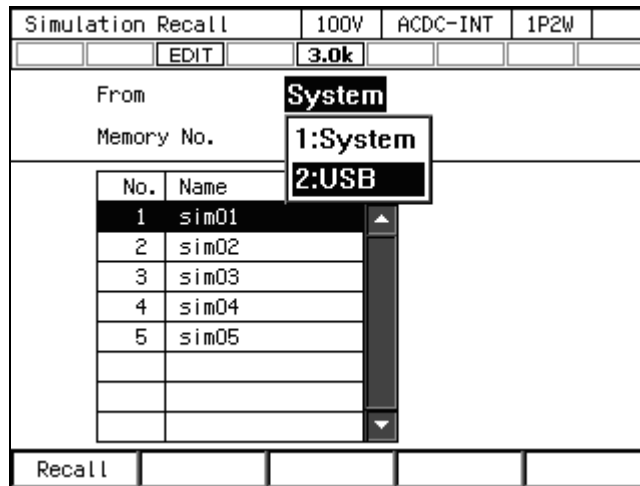 Simulation Recall 100V ACDC-INT 1P2W
EDIT 3.0k
From System
Memory No. 1:System
2:USB
No. Name
1 sim01
2 sim02
3 sim03
4 sim04
5 sim05
Recall